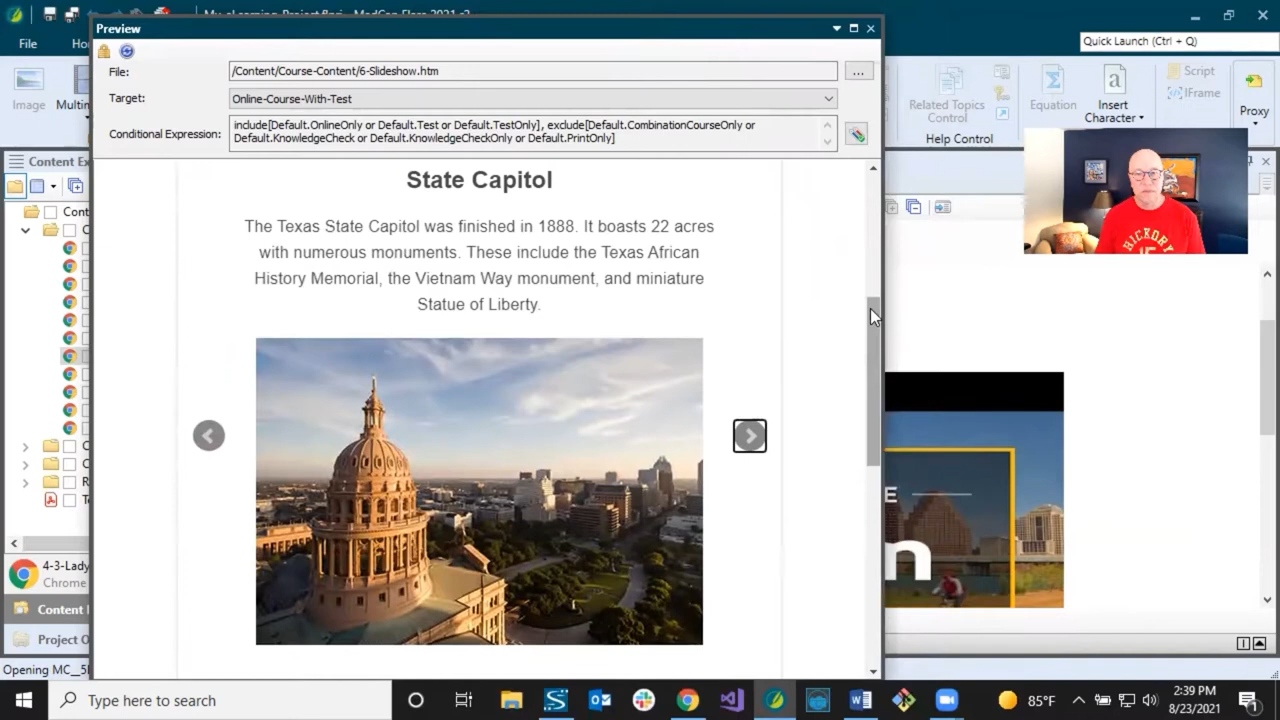 My-eLearning-Project.flprj - MadCap Flare 2021 r2
Preview
File
Quick Launch (Ctrl + Q)
File:
/Content/Course-Content/6-Slideshow.htm
...
Target:
Online-Course-With-Test
Conditional Expression:
include[Default.OnlineOnly or Default.Test or Default.TestOnly], exclude[Default.CombinationCourseOnly or
Default.KnowledgeCheck or Default.KnowledgeCheckOnly or Default.PrintOnly]
Image
Related Topics
Control
Help Control
Equation
Insert
Character
Script
IFrame
Proxy
Content Ex
HICKORY
State Capitol
The Texas State Capitol was finished in 1888. It boasts 22 acres
with numerous monuments. These include the Texas African
History Memorial, the Vietnam Way monument, and miniature
Statue of Liberty.
4-3-Lady
Chrome
Content
Project O
Opening MC__5
Type here to search
85°F
2:39 PM
8/23/2021
1